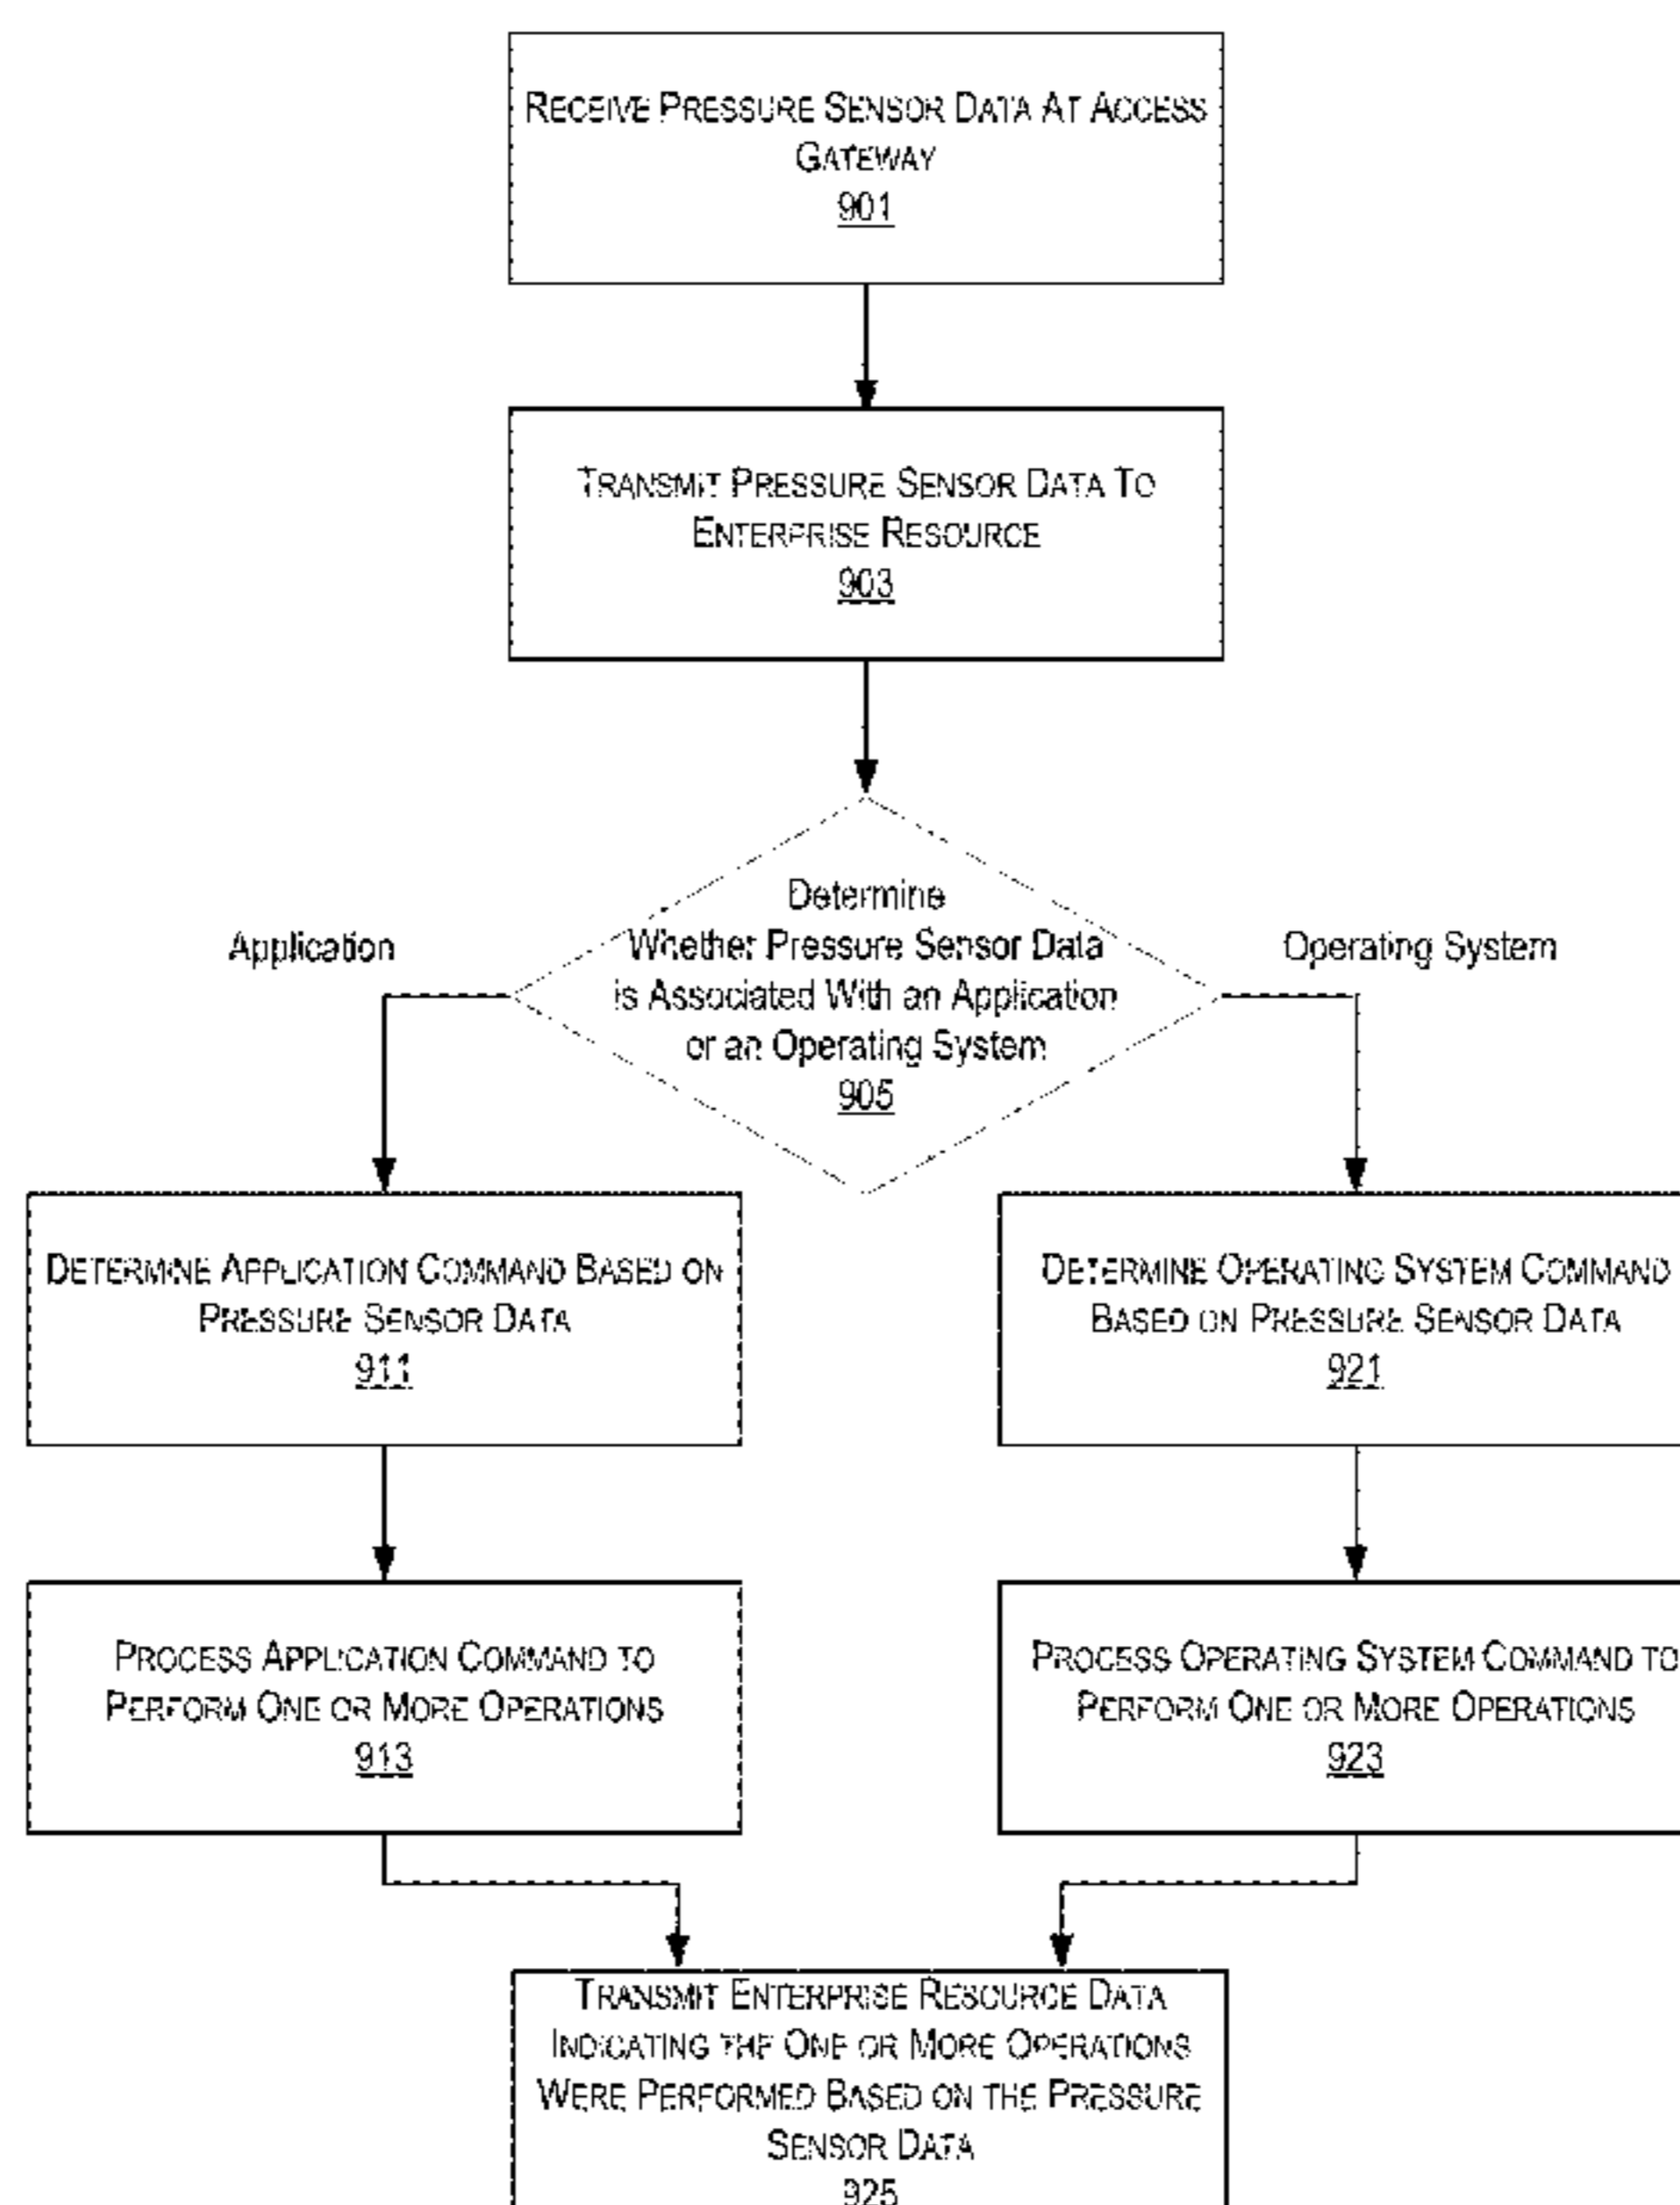 RECEIVE PRESSURE SENSOR DATA AT ACCESS
GATEWAY
901
TRANSMIT PRESSURE SENSOR DATA TO
ENTERPRISE RESOURCE
903
Determine
Whether Pressure Sensor Data
is Associated With an Application
or an Operating System
905
Application
Operating System
DETERMINE APPLICATION COMMAND BASED ON
PRESSURE SENSOR DATA
911
DETERMINE OPERATING SYSTEM COMMAND
BASED ON PRESSURE SENSOR DATA
921
PROCESS APPLICATION COMMAND TO
PERFORM ONE OR MORE OPERATIONS
913
PROCESS OPERATING SYSTEM COMMAND TO
PERFORM ONE OR MORE OPERATIONS
923
TRANSMIT ENTERPRISE RESOURCE DATA
INDICATING THE ONE OR MORE OPERATIONS
WERE PERFORMED BASED ON THE PRESSURE
SENSOR DATA
925